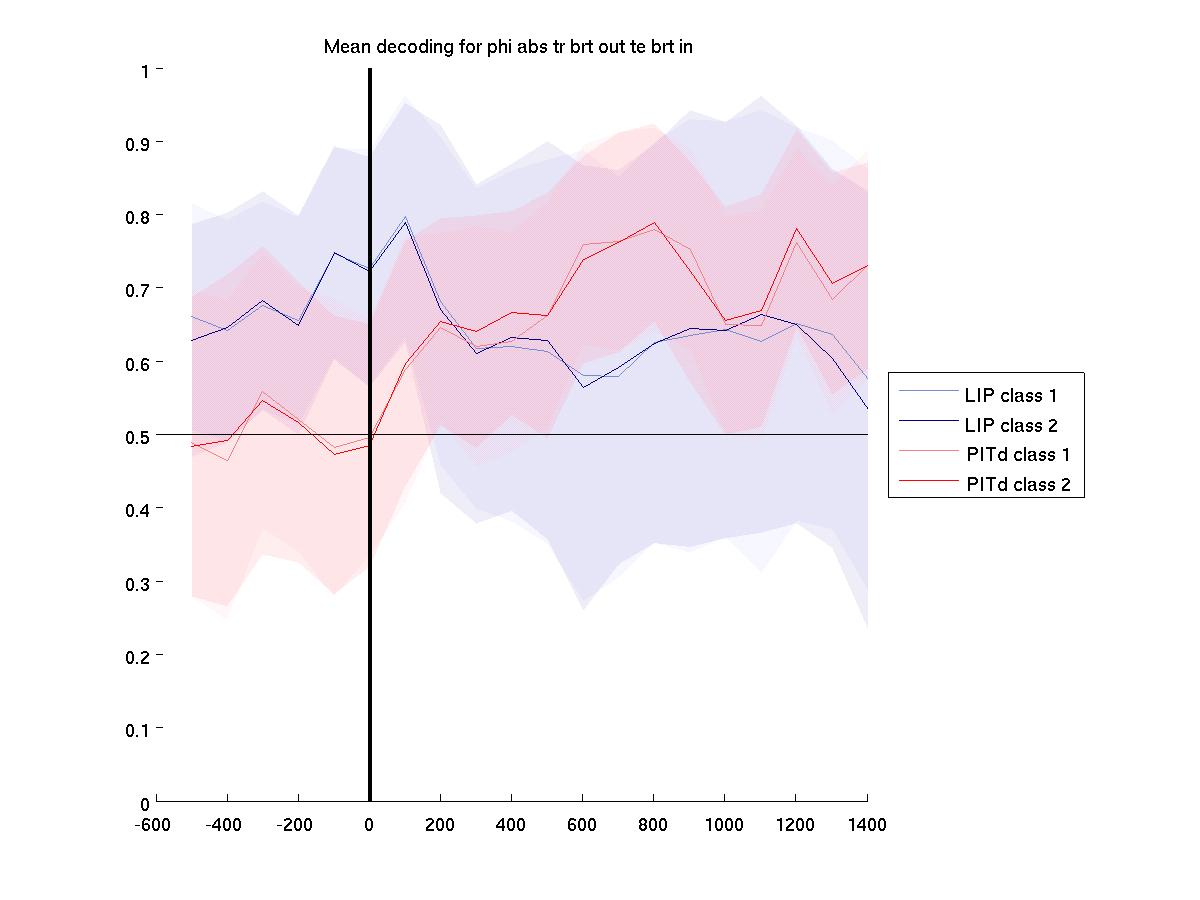 Mean decoding for phi abs tr brt out te brt in
1
0.9
0.8
0.7
0.6
0.5
0.4
0.3
0.2
0.1
0
-600 -400 -200 0 200 400 600 800 1000 1200 1400
LIP class 1
LIP class 2
PITd class 1
PITd class 2